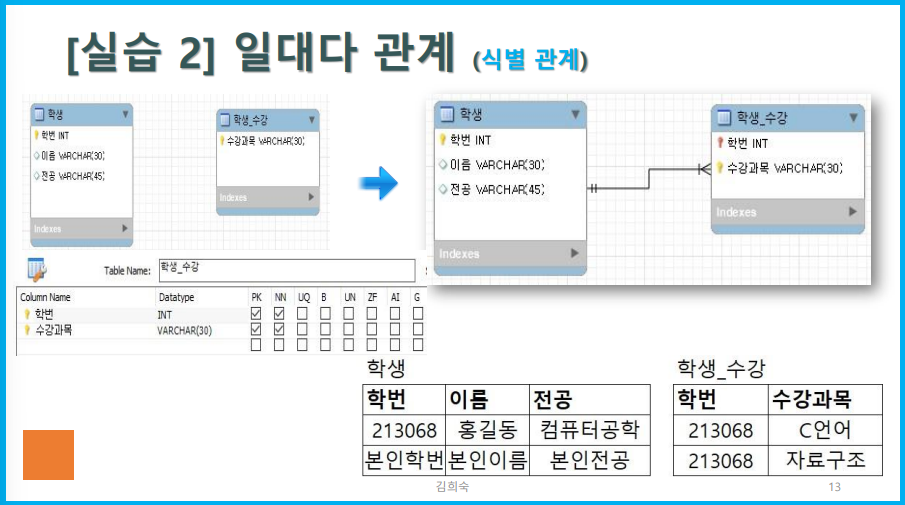 [실습 2] 일대다 관계 (식별 관계)
학생
학번 INT
이름 VARCHAR(30)
전공 VARCHAR(45)
Indexes
학생_수강
수강과목 VARCHAR(30)
Indexes
학생
학번 INT
이름 VARCHAR(30)
전공 VARCHAR(45)
Indexes
학생_수강
학번 INT
수강과목 VARCHAR(30)
Indexes
Table Name: 학생_수강
Column Name Datatype PK NN UQ B UN ZF AI G
학번 INT
수강과목 VARCHAR(30)
학생
학번 이름 전공
213068 홍길동 컴퓨터공학
본인학번 본인이름 본인전공
학생_수강
학번 수강과목
213068 C언어
213068 자료구조
김희숙
13